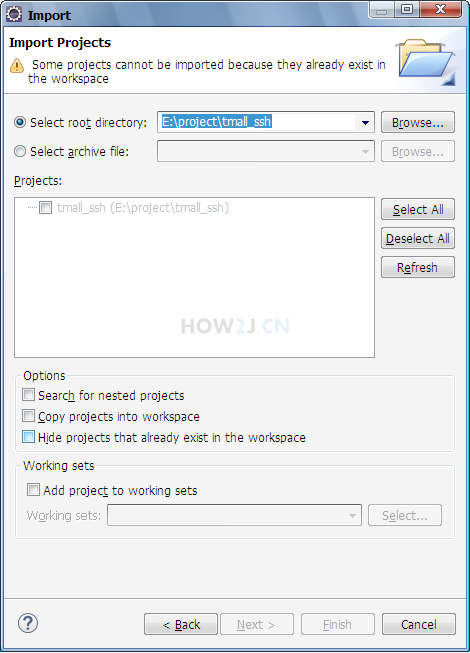 Import
Import Projects
Some projects cannot be imported because they already exist in
the workspace
Select root directory: E:\project\tmall_ssh Browse...
Select archive file: Browse...
Projects:
tmall_ssh (E:\project\tmall_ssh)
Select All
Deselect All
Refresh
HOW2J.CN
Options
Search for nested projects
Copy projects into workspace
Hide projects that already exist in the workspace
Working sets
Add project to working sets
Working sets: Select...
? < Back Next > Finish Cancel